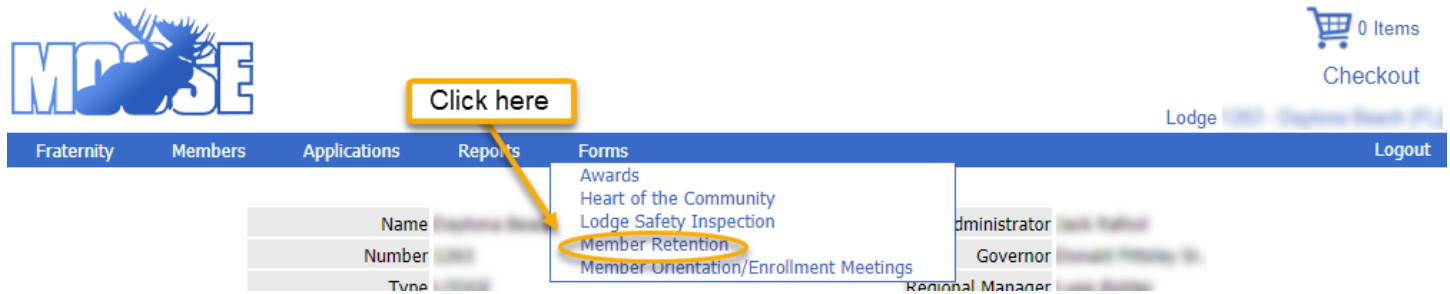 MOOSE
0 Items
Checkout
Click here
Lodge
Fraternity Members Applications Reports Forms Logout
Awards
Heart of the Community
Lodge Safety Inspection
Member Retention
Member Orientation/Enrollment Meetings
Name
Number
Type
dministrator
Governor
Regional Manager